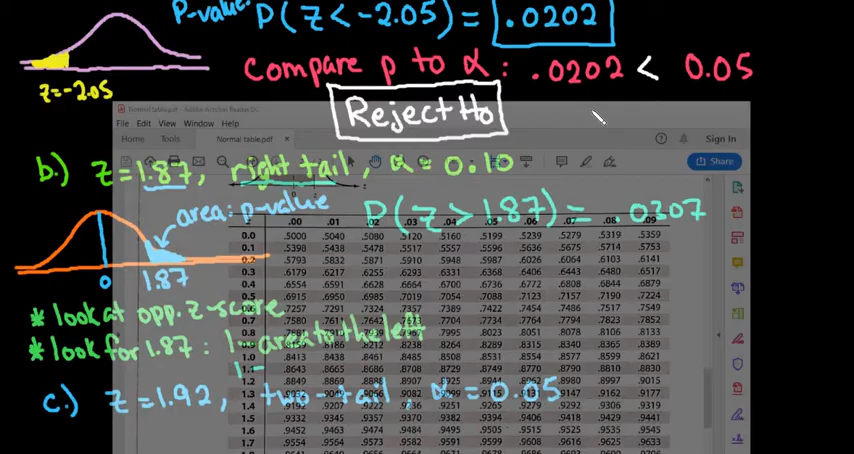 P-value: P(Z<-2.05) = .0202
z=-2.05
compare p to α: .0202 < 0.05
Reject Ho
Normal table.pdf - Adobe Acrobat Reader DC
File Edit View Window Help
Home Tools Normal table.pdf × Sign In
Share
b.) z=1.87, right tail, α=0.10
area: p-value
P(Z>1.87) = .0307
0 1.87
z .00 .01 .02 .03 .04 .05 .06 .07 .08 .09
0.0 .5000 .5040 .5080 .5120 .5160 .5199 .5239 .5279 .5319 .5359
0.1 .5398 .5438 .5478 .5517 .5557 .5596 .5636 .5675 .5714 .5753
0.2 .5793 .5832 .5871 .5910 .5948 .5987 .6026 .6064 .6103 .6141
0.3 .6179 .6217 .6255 .6293 .6331 .6368 .6406 .6443 .6480 .6517
0.4 .6554 .6591 .6628 .6664 .6700 .6736 .6772 .6808 .6844 .6879
0.5 .6915 .6950 .6985 .7019 .7054 .7088 .7123 .7157 .7190 .7224
.7257 .7291 .7324 .7357 .7389 .7422 .7454 .7486 .7517 .7549
* look at opp. z-score
0.7 .7580 .7642 .7704 .7734 .7764 .7794 .7823 .7852
0.8 .7939 .7995 .8023 .8051 .8078 .8106 .8133
* look for 1.87: 1-area to the left
.8186 .8212 .8238 .8264 .8289 .8315 .8340 .8365 .8389
1.0 .8413 .8438 .8461 .8485 .8508 .8531 .8554 .8577 .8599 .8621
1-
1.1 .8643 .8665 .8686 .8708 .8729 .8749 .8770 .8790 .8810 .8830
1.2 .8849 .8869 .8888 .8907 .8925 .8980 .8997 .9015
c.) z=1.92, two-tail, α=0.05
1.3 .9049 .9066 .9082 .9099 .9115 .9131 .9147 .9162 .9177
1.4 .9192 .9207 .9222 .9236 .9251 .9265 .9279 .9292 .9306 .9319
1.5 .9332 .9345 .9357 .9370 .9382 .9394 .9406 .9418 .9429 .9441
1.6 .9452 .9463 .9474 .9484 .9495 .9505 .9515 .9525 .9535 .9545
1.7 .9554 .9564 .9573 .9582 .9591 .9599 .9608 .9616 .9625 .9633